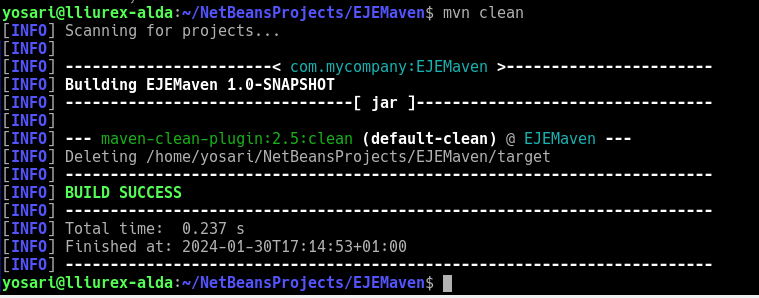 yosari@lliurex-alda:~/NetBeansProjects/EJEMaven$ mvn clean
[INFO] Scanning for projects...
[INFO]
[INFO] -----------------------< com.mycompany:EJEMaven >-----------------------
[INFO] Building EJEMaven 1.0-SNAPSHOT
[INFO] --------------------------------[ jar ]---------------------------------
[INFO]
[INFO] --- maven-clean-plugin:2.5:clean (default-clean) @ EJEMaven ---
[INFO] Deleting /home/yosari/NetBeansProjects/EJEMaven/target
[INFO] ------------------------------------------------------------------------
[INFO] BUILD SUCCESS
[INFO] ------------------------------------------------------------------------
[INFO] Total time:  0.237 s
[INFO] Finished at: 2024-01-30T17:14:53+01:00
[INFO] ------------------------------------------------------------------------
yosari@lliurex-alda:~/NetBeansProjects/EJEMaven$